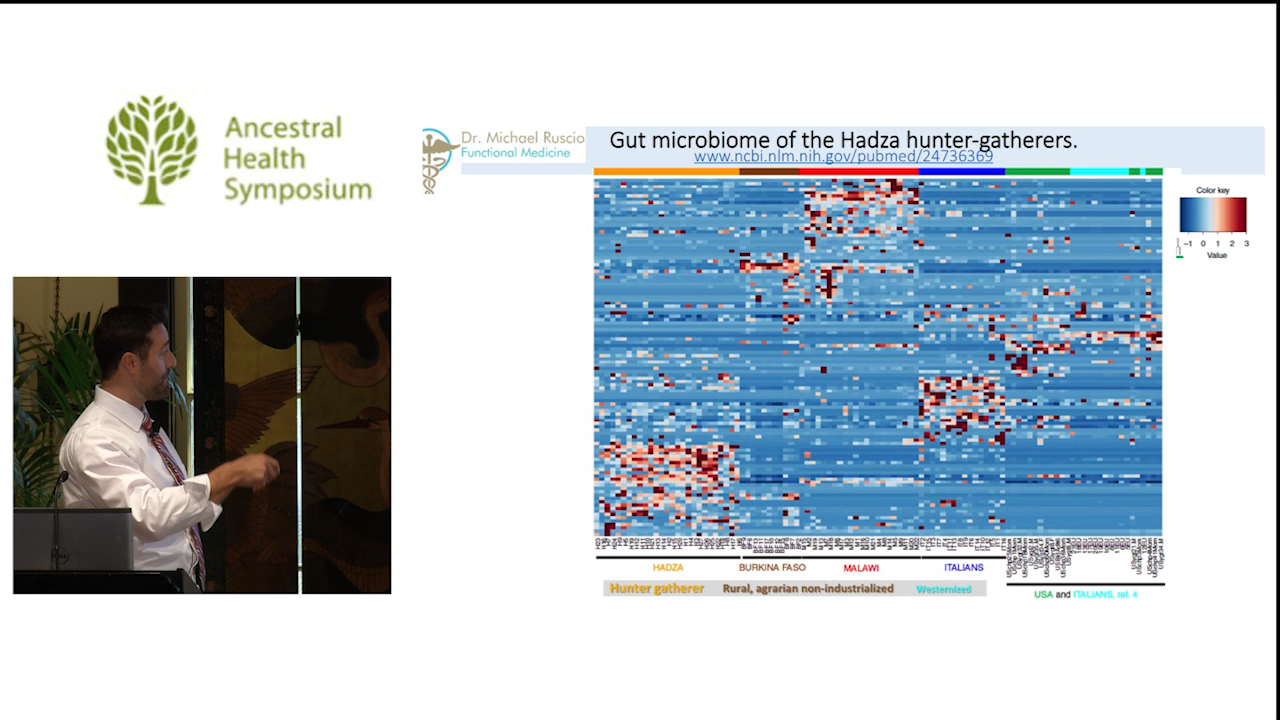 Ancestral
Health
Symposium
Dr. Michael Ruscio
Functional Medicine
Gut microbiome of the Hadza hunter-gatherers.
www.ncbi.nlm.nih.gov/pubmed/24736369
Color key
−1 0 1 2 3
Value
HADZA BURKINA FASO MALAWI ITALIANS
Hunter gatherer Rural, agrarian non-industrialized Westernized
USA and ITALIANS, ref. 4